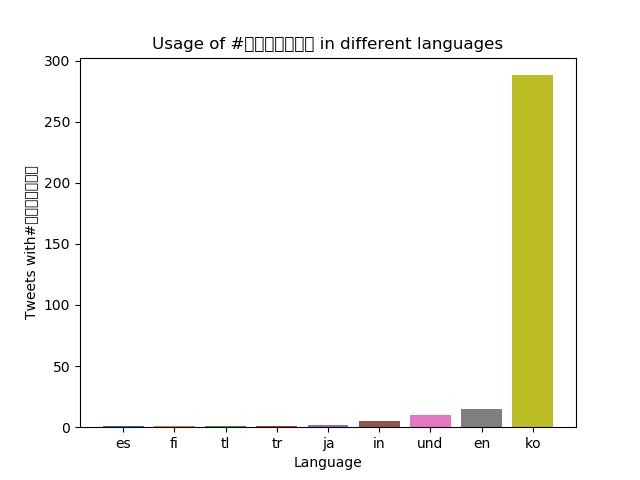 Usage of #▯▯▯▯▯▯▯ in different languages
Tweets with#▯▯▯▯▯▯▯
300
250
200
150
100
50
0
es fi tl tr ja in und en ko
Language